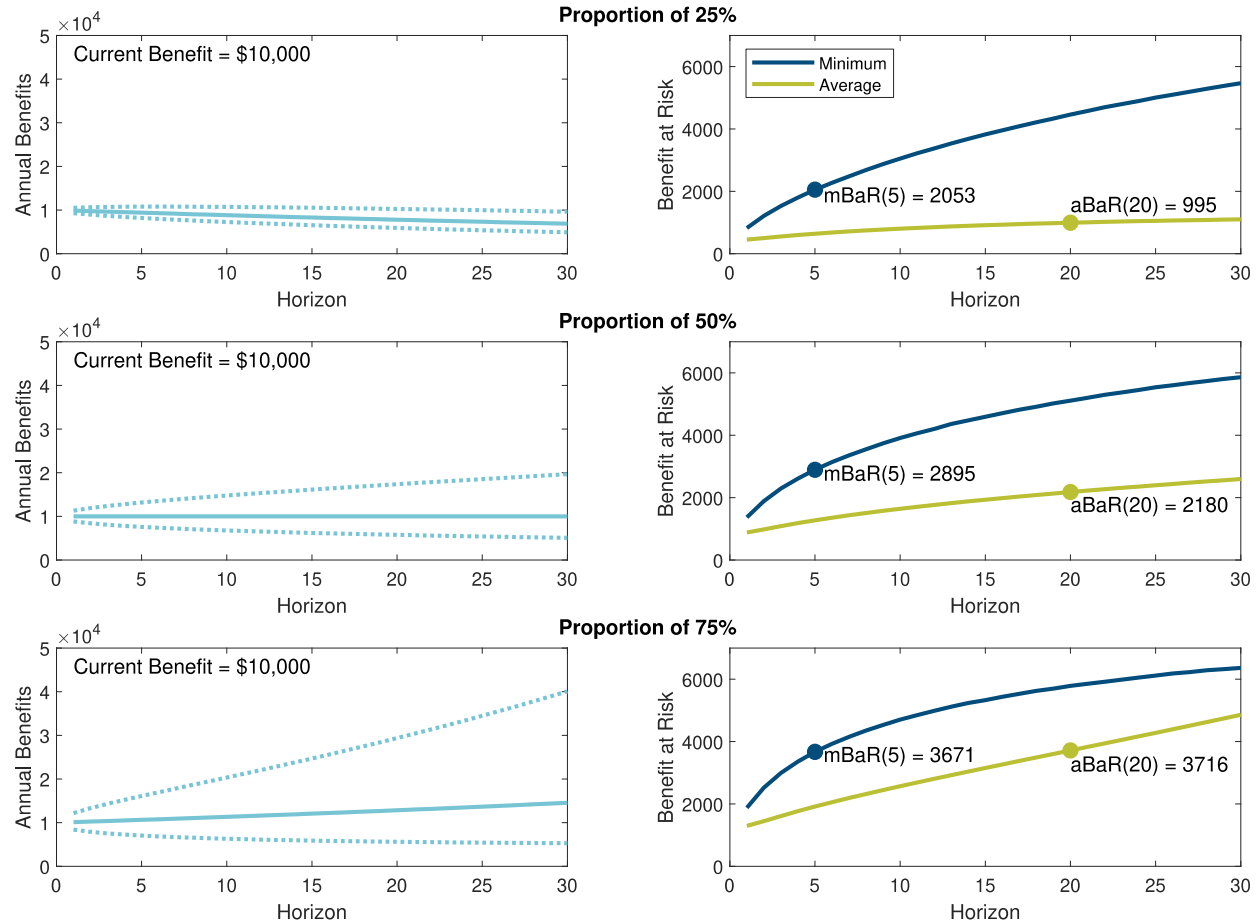 Proportion of 25%
×10⁴
Annual Benefits
5
4
3
2
1
0
Current Benefit = $10,000
0 5 10 15 20 25 30
Horizon
Benefit at Risk
6000
4000
2000
0
Minimum
Average
mBaR(5) = 2053
aBaR(20) = 995
0 5 10 15 20 25 30
Horizon
Proportion of 50%
×10⁴
Annual Benefits
5
4
3
2
1
0
Current Benefit = $10,000
0 5 10 15 20 25 30
Horizon
Benefit at Risk
6000
4000
2000
0
mBaR(5) = 2895
aBaR(20) = 2180
0 5 10 15 20 25 30
Horizon
Proportion of 75%
×10⁴
Annual Benefits
5
4
3
2
1
0
Current Benefit = $10,000
0 5 10 15 20 25 30
Horizon
Benefit at Risk
6000
4000
2000
0
mBaR(5) = 3671
aBaR(20) = 3716
0 5 10 15 20 25 30
Horizon